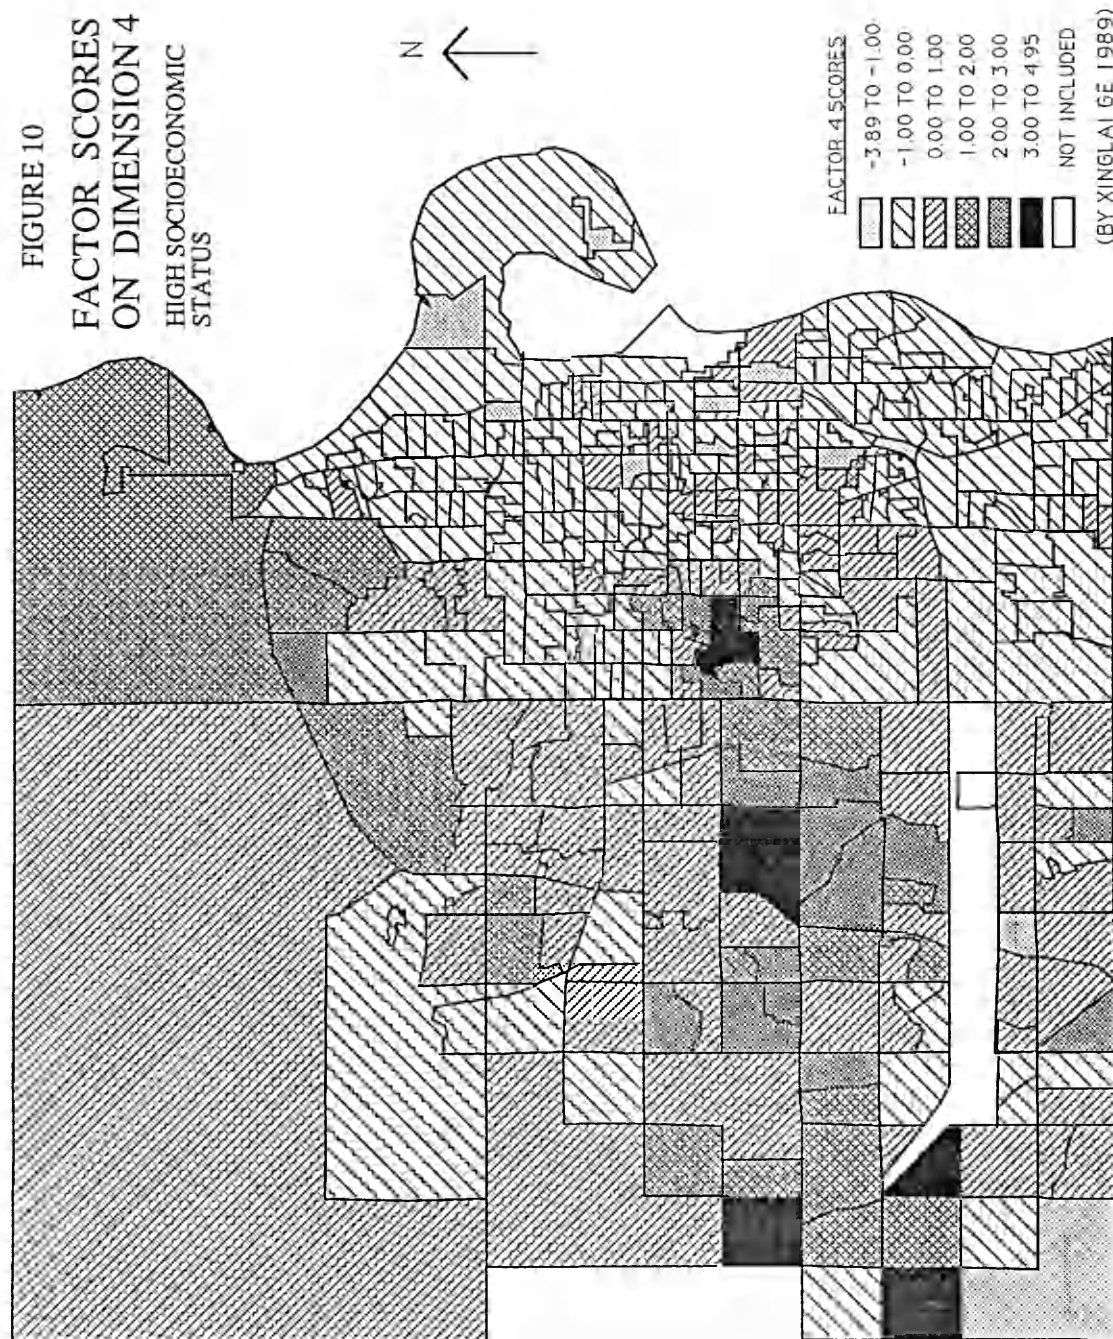 FIGURE 10
FACTOR SCORES
ON DIMENSION 4
HIGH SOCIOECONOMIC
STATUS
N
FACTOR 4 SCORES
-3.89 TO -1.00
-1.00 TO 0.00
0.00 TO 1.00
1.00 TO 2.00
2.00 TO 3.00
3.00 TO 4.95
NOT INCLUDED
(BY XINGLAI GE 1989)